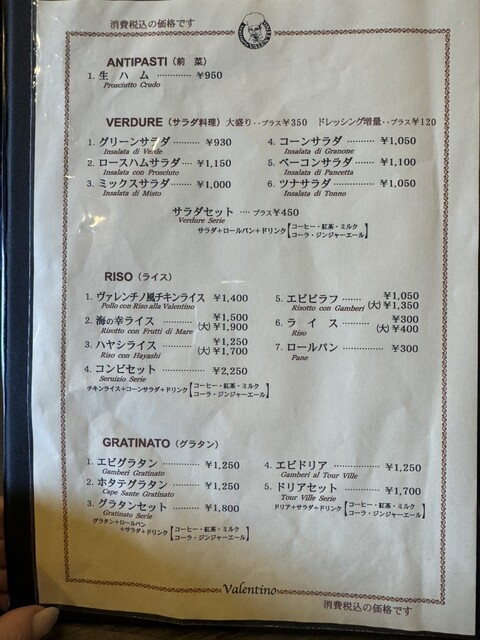 消費税込の価格です
ANTIPASTI（前　菜）
1. 生　ハ　ム ………… ￥950
Prosciutto Crudo
VERDURE（サラダ料理）大盛り‥プラス￥350　ドレッシング増量‥プラス￥120
1. グリーンサラダ ……… ￥930
Insalata di Verde
2. ロースハムサラダ…… ￥1,150
Insalata con Prosciuto
3. ミックスサラダ ……… ￥1,000
Insalata di Misto
4. コーンサラダ ………… ￥1,050
Insalata di Granone
5. ベーコンサラダ ……… ￥1,100
Insalata di Pancetta
6. ツナサラダ …………… ￥1,050
Insalata di Tonno
サラダセット …… プラス￥450
Verdure Serie
サラダ+ロールパン+ドリンク【コーヒー・紅茶・ミルク
コーラ・ジンジャーエール】
RISO（ライス）
1. ヴァレンチノ風チキンライス ￥1,400
Pollo con Riso alla Valentino
2. 海の幸ライス ………… ￥1,500
Risotto con Frutti di Mare (大)￥1,900
3. ハヤシライス ………… ￥1,250
Riso con Hayashi (大)￥1,700
4. コンビセット ………… ￥2,250
Seruizio Serie
チキンライス+コーンサラダ+ドリンク【コーヒー・紅茶・ミルク
コーラ・ジンジャーエール】
5. エビピラフ …… ￥1,050
Risotto con Gamberi (大)￥1,350
6. ラ　イ　ス ………… ￥300
Riso (大)￥400
7. ロールパン …………… ￥300
Pane
GRATINATO（グラタン）
1. エビグラタン ………… ￥1,250
Gamberi Gratinato
2. ホタテグラタン ……… ￥1,250
Cape Sante Gratinato
3. グラタンセット ……… ￥1,800
Gratinato Serie
グラタン+ロールパン
+サラダ+ドリンク【コーヒー・紅茶・ミルク
コーラ・ジンジャーエール】
4. エビドリア …………… ￥1,250
Gamberi al Tour Ville
5. ドリアセット ………… ￥1,700
Tour Ville Serie
ドリア+サラダ+ドリンク【コーヒー・紅茶・ミルク
コーラ・ジンジャーエール】
Valentino
消費税込の価格です